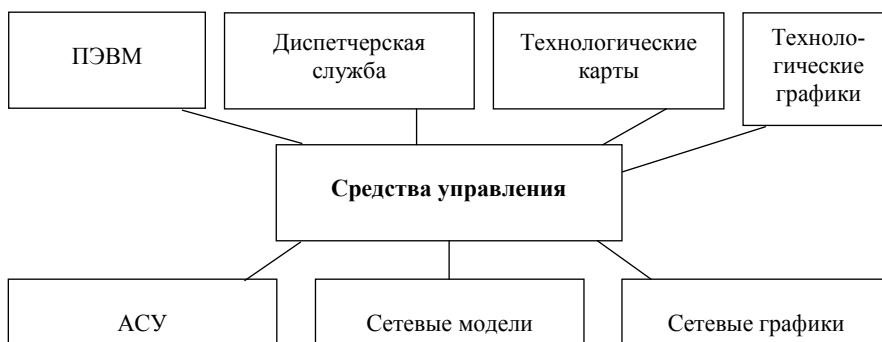 ПЭВМ
Диспетчерская
служба
Технологические
карты
Техноло-
гические
графики
Средства управления
АСУ
Сетевые модели
Сетевые графики